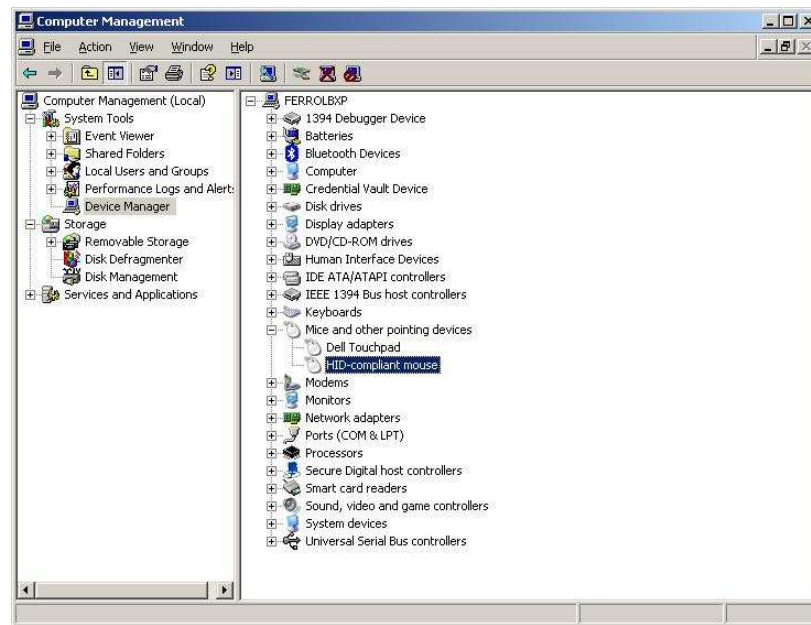 Computer Management
File Action View Window Help
Computer Management (Local)
System Tools
Event Viewer
Shared Folders
Local Users and Groups
Performance Logs and Alert
Device Manager
Storage
Removable Storage
Disk Defragmenter
Disk Management
Services and Applications
FERROLBXP
1394 Debugger Device
Batteries
Bluetooth Devices
Computer
Credential Vault Device
Disk drives
Display adapters
DVD/CD-ROM drives
Human Interface Devices
IDE ATA/ATAPI controllers
IEEE 1394 Bus host controllers
Keyboards
Mice and other pointing devices
Dell Touchpad
HID-compliant mouse
Modems
Monitors
Network adapters
Ports (COM & LPT)
Processors
Secure Digital host controllers
Smart card readers
Sound, video and game controllers
System devices
Universal Serial Bus controllers